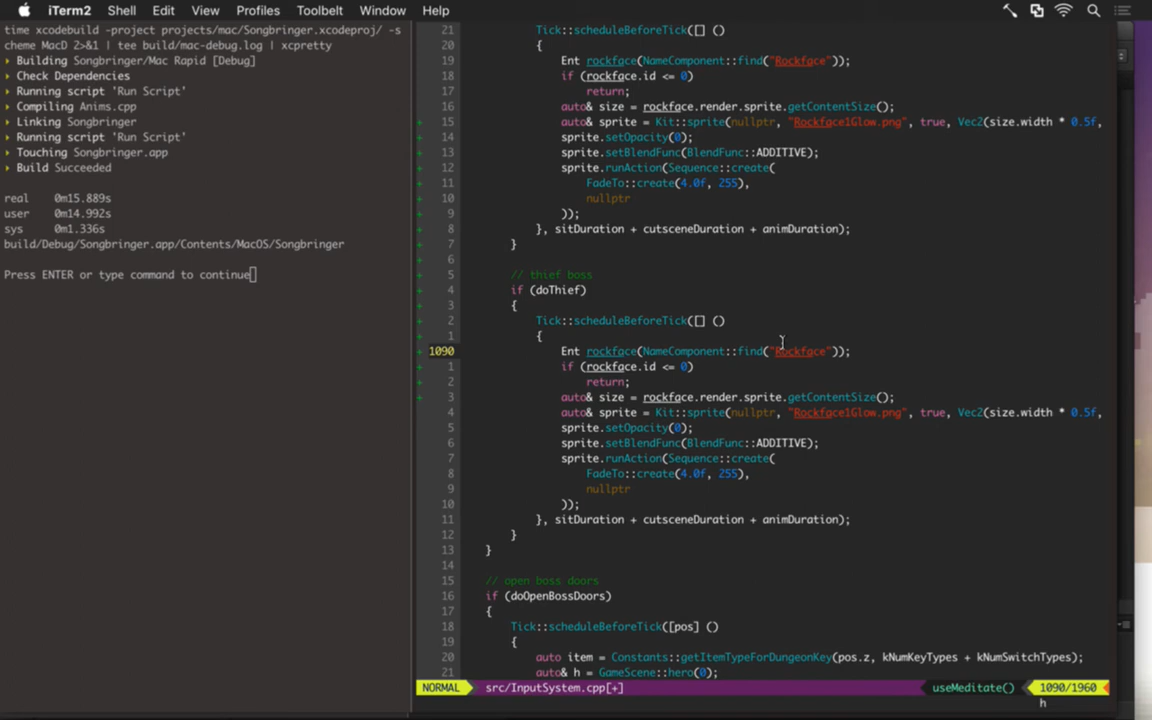 iTerm2 Shell Edit View Profiles Toolbelt Window Help
time xcodebuild -project projects/mac/Songbringer.xcodeproj/ -s
cheme MacD 2>&1 | tee build/mac-debug.log | xcpretty
▸ Building Songbringer/Mac Rapid [Debug]
▸ Check Dependencies
▸ Running script 'Run Script'
▸ Compiling Anims.cpp
▸ Linking Songbringer
▸ Running script 'Run Script'
▸ Touching Songbringer.app
▸ Build Succeeded
real 0m15.889s
user 0m14.992s
sys 0m1.336s
build/Debug/Songbringer.app/Contents/MacOS/Songbringer
Press ENTER or type command to continue
21 Tick::scheduleBeforeTick([] ()
20 {
19 Ent rockface(NameComponent::find("Rockface"));
18 if (rockface.id <= 0)
17 return;
16 auto& size = rockface.render.sprite.getContentSize();
+ 15 auto& sprite = Kit::sprite(nullptr, "Rockface1Glow.png", true, Vec2(size.width * 0.5f,
+ 14 sprite.setOpacity(0);
+ 13 sprite.setBlendFunc(BlendFunc::ADDITIVE);
+ 12 sprite.runAction(Sequence::create(
+ 11 FadeTo::create(4.0f, 255),
+ 10 nullptr
+ 9 ));
+ 8 }, sitDuration + cutsceneDuration + animDuration);
+ 7 }
+ 6
+ 5 // thief boss
+ 4 if (doThief)
+ 3 {
+ 2 Tick::scheduleBeforeTick([] ()
+ 1 {
+ 1090 Ent rockface(NameComponent::find("Rockface"));
+ 1 if (rockface.id <= 0)
+ 2 return;
+ 3 auto& size = rockface.render.sprite.getContentSize();
4 auto& sprite = Kit::sprite(nullptr, "Rockface1Glow.png", true, Vec2(size.width * 0.5f,
5 sprite.setOpacity(0);
6 sprite.setBlendFunc(BlendFunc::ADDITIVE);
7 sprite.runAction(Sequence::create(
8 FadeTo::create(4.0f, 255),
9 nullptr
10 ));
11 }, sitDuration + cutsceneDuration + animDuration);
12 }
13 }
14
15 // open boss doors
16 if (doOpenBossDoors)
17 {
18 Tick::scheduleBeforeTick([pos] ()
19 {
20 auto item = Constants::getItemTypeForDungeonKey(pos.z, kNumKeyTypes + kNumSwitchTypes);
21 auto& h = GameScene::hero(0);
NORMAL src/InputSystem.cpp[+] useMeditate() 1090/1960
h